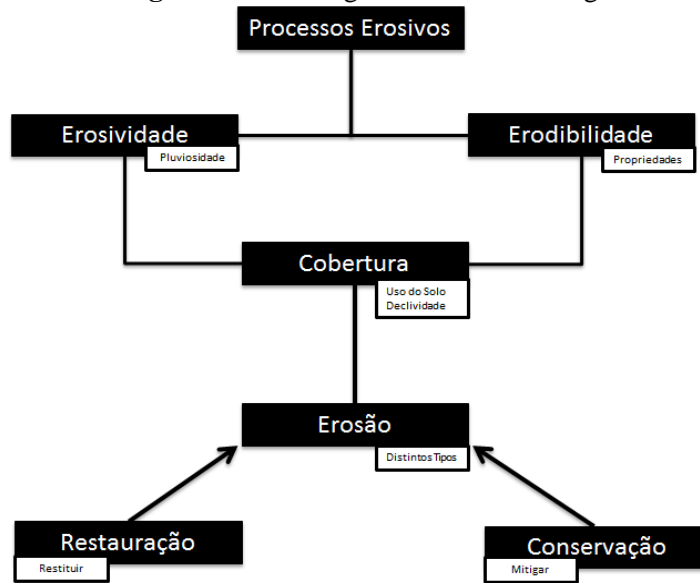 Processos Erosivos
Erosividade
Pluviosidade
Erodibilidade
Propriedades
Cobertura
Uso do Solo
Declividade
Erosão
Distintos Tipos
Restauração
Restituir
Conservação
Mitigar